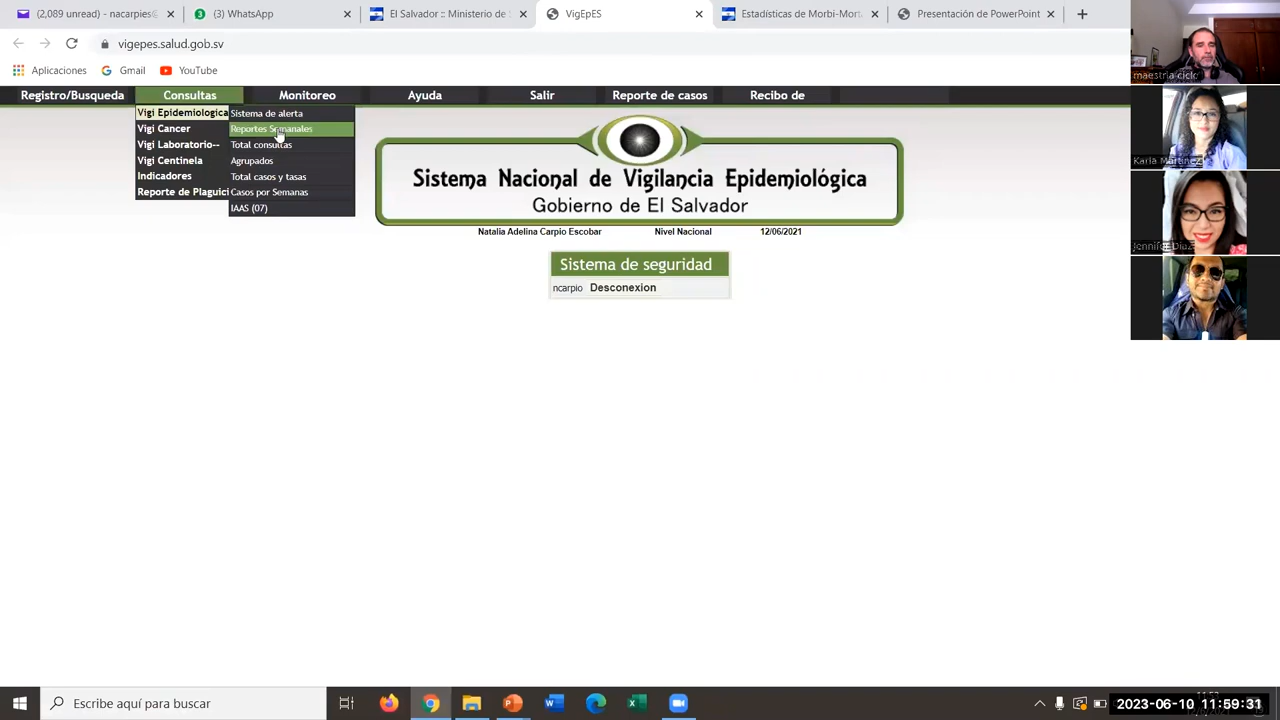 (2,089 unread) - nacarpies@
(3) WhatsApp
El Salvador :: Ministerio de S
VigEpES
Estadísticas de Morbi-Mort
Presentación de PowerPoint
vigepes.salud.gob.sv
Aplicaciones
Gmail
YouTube
Registro/Busqueda
Consultas
Monitoreo
Ayuda
Salir
Reporte de casos
Recibo de
Vigi Epidemiologica
Vigi Cancer
Vigi Laboratorio--
Vigi Centinela
Indicadores
Reporte de Plaguici
Sistema de alerta
Reportes Semanales
Total consultas
Agrupados
Total casos y tasas
Casos por Semanas
IAAS (07)
Sistema Nacional de Vigilancia Epidemiológica
Gobierno de El Salvador
Natalia Adelina Carpio Escobar Nivel Nacional 12/06/2021
Sistema de seguridad
ncarpio Desconexion
maestria cick
Karla Martinez
Jennifer Diaz
Escribe aquí para buscar
2023-06-10 11:59:31